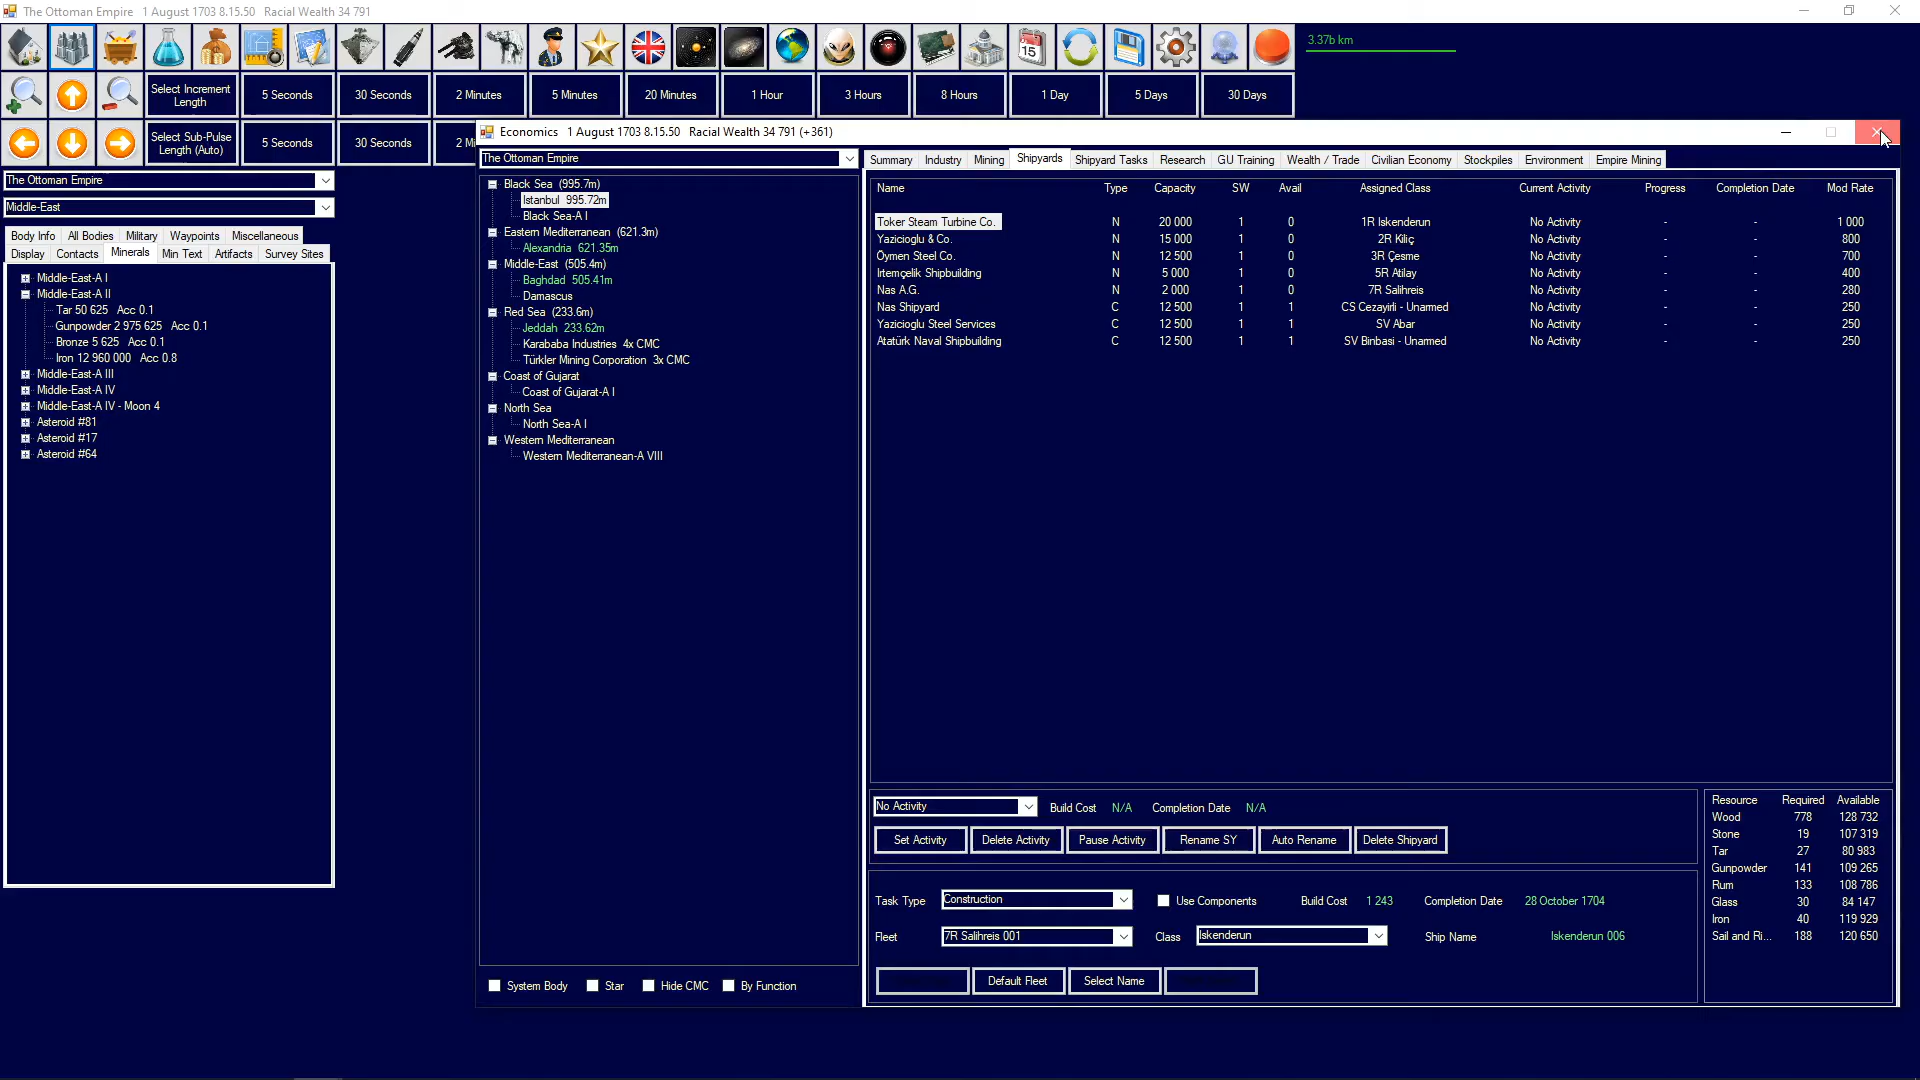 The Ottoman Empire   1 August 1703 8.15.50   Racial Wealth 34 791
3.37b km
Select Increment Length   5 Seconds   30 Seconds   2 Minutes   5 Minutes   20 Minutes   1 Hour   3 Hours   8 Hours   1 Day   5 Days   30 Days
Select Sub-Pulse Length (Auto)   5 Seconds   30 Seconds   2 Mi
Economics   1 August 1703 8.15.50   Racial Wealth 34 791 (+361)
The Ottoman Empire
Middle-East
Body Info   All Bodies   Military   Waypoints   Miscellaneous
Display   Contacts   Minerals   Min Text   Artifacts   Survey Sites
Middle-East-A I
Middle-East-A II
Tar 50 625   Acc 0.1
Gunpowder 2 975 625   Acc 0.1
Bronze 5 625   Acc 0.1
Iron 12 960 000   Acc 0.8
Middle-East-A III
Middle-East-A IV
Middle-East-A IV - Moon 4
Asteroid #81
Asteroid #17
Asteroid #64
The Ottoman Empire
Black Sea (995.7m)
Istanbul 995.72m
Black Sea-A I
Eastern Mediterranean (621.3m)
Alexandria 621.35m
Middle-East (505.4m)
Baghdad 505.41m
Damascus
Red Sea (233.6m)
Jeddah 233.62m
Karababa Industries 4x CMC
Türkler Mining Corporation 3x CMC
Coast of Gujarat
Coast of Gujarat-A I
North Sea
North Sea-A I
Western Mediterranean
Western Mediterranean-A VIII
System Body   Star   Hide CMC   By Function
Summary   Industry   Mining   Shipyards   Shipyard Tasks   Research   GU Training   Wealth / Trade   Civilian Economy   Stockpiles   Environment   Empire Mining
Name   Type   Capacity   SW   Avail   Assigned Class   Current Activity   Progress   Completion Date   Mod Rate
Toker Steam Turbine Co.   N   20 000   1   0   1R Iskenderun   No Activity   -   -   1 000
Yazicioglu & Co.   N   15 000   1   0   2R Kiliç   No Activity   -   -   800
Öymen Steel Co.   N   12 500   1   0   3R Çesme   No Activity   -   -   700
Irtemçelik Shipbuilding   N   5 000   1   0   5R Atilay   No Activity   -   -   400
Nas A.G.   N   2 000   1   0   7R Salihreis   No Activity   -   -   280
Nas Shipyard   C   12 500   1   1   CS Cezayirli - Unarmed   No Activity   -   -   250
Yazicioglu Steel Services   C   12 500   1   1   SV Abar   No Activity   -   -   250
Atatürk Naval Shipbuilding   C   12 500   1   1   SV Binbasi - Unarmed   No Activity   -   -   250
No Activity   Build Cost   N/A   Completion Date   N/A
Set Activity   Delete Activity   Pause Activity   Rename SY   Auto Rename   Delete Shipyard
Task Type   Construction   Use Components   Build Cost   1 243   Completion Date   28 October 1704
Fleet   7R Salihreis 001   Class   Iskenderun   Ship Name   Iskenderun 006
Default Fleet   Select Name
Resource   Required   Available
Wood   778   128 732
Stone   19   107 319
Tar   27   80 983
Gunpowder   141   109 265
Rum   133   108 786
Glass   30   84 147
Iron   40   119 929
Sail and Ri...   188   120 650